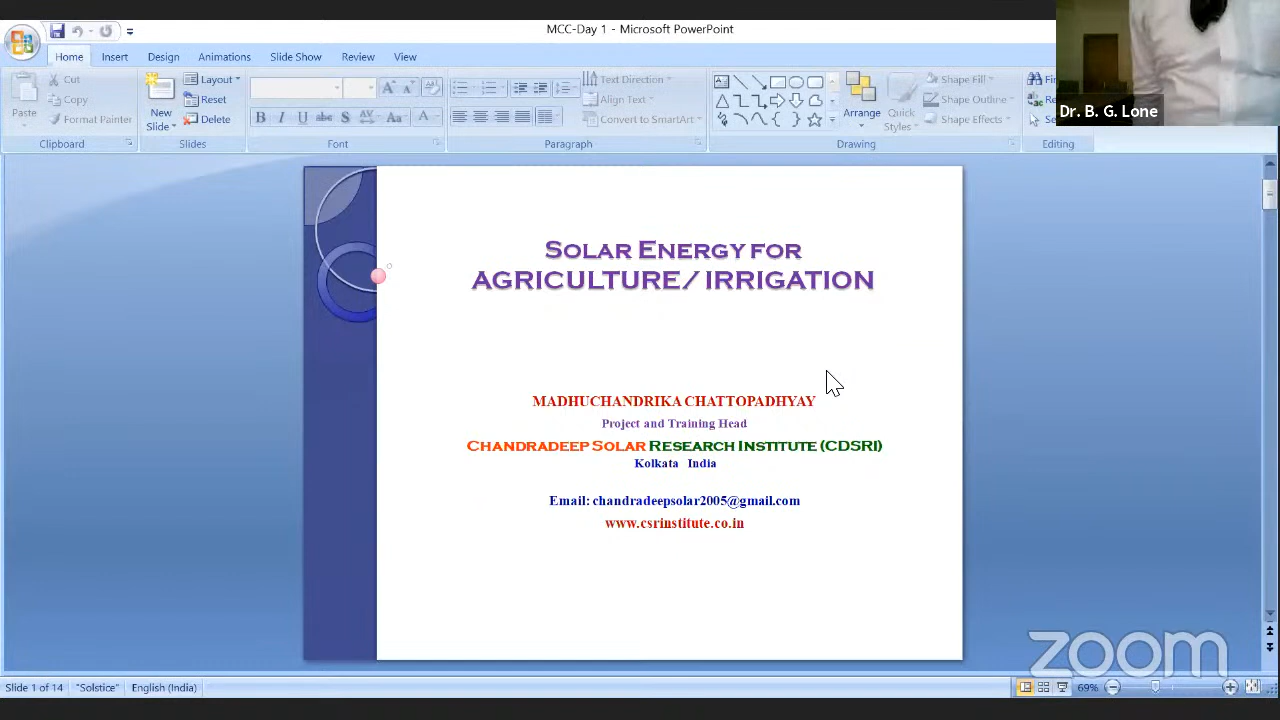 MCC-Day 1 - Microsoft PowerPoint
Home
Insert
Design
Animations
Slide Show
Review
View
Paste
Cut
Copy
Format Painter
Clipboard
New
Slide
Layout
Reset
Delete
Slides
B I U abc S AV Aa A
Font
Text Direction
Align Text
Convert to SmartArt
Paragraph
Arrange
Quick
Styles
Shape Fill
Shape Outline
Shape Effects
Drawing
Editing
Dr. B. G. Lone
SOLAR ENERGY FOR
AGRICULTURE/ IRRIGATION
MADHUCHANDRIKA CHATTOPADHYAY
Project and Training Head
CHANDRADEEP SOLAR RESEARCH INSTITUTE (CDSRI)
Kolkata India
Email: chandradeepsolar2005@gmail.com
www.csrinstitute.co.in
zoom
Slide 1 of 14
"Solstice"
English (India)
69%